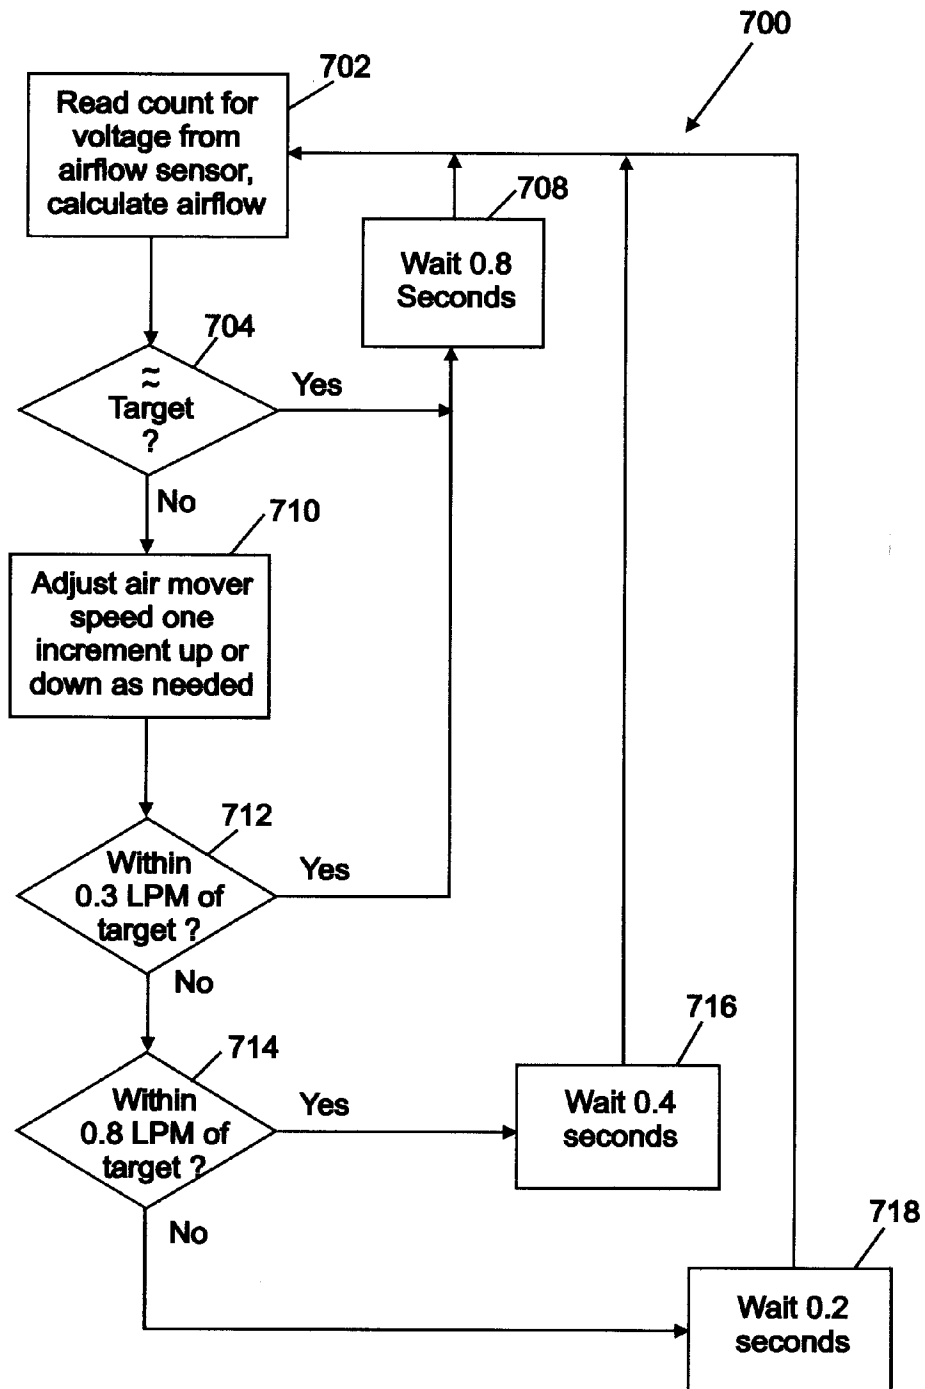 700
702
Read count for
voltage from
airflow sensor,
calculate airflow
708
Wait 0.8
Seconds
704
≈
Target
?
Yes
No
710
Adjust air mover
speed one
increment up or
down as needed
712
Within
0.3 LPM of
target ?
Yes
No
714
Within
0.8 LPM of
target ?
Yes
716
Wait 0.4
seconds
No
718
Wait 0.2
seconds